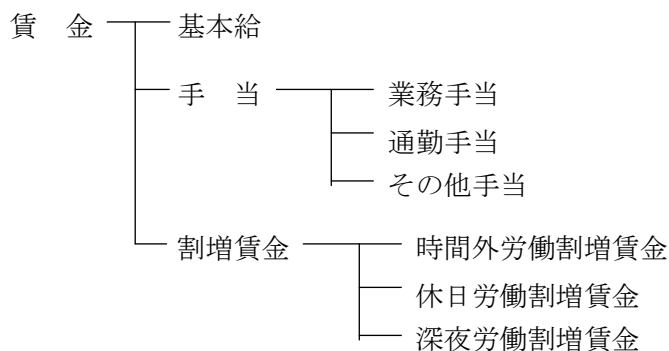 賃　金 基本給
手　当 業務手当
通勤手当
その他手当
割増賃金 時間外労働割増賃金
休日労働割増賃金
深夜労働割増賃金